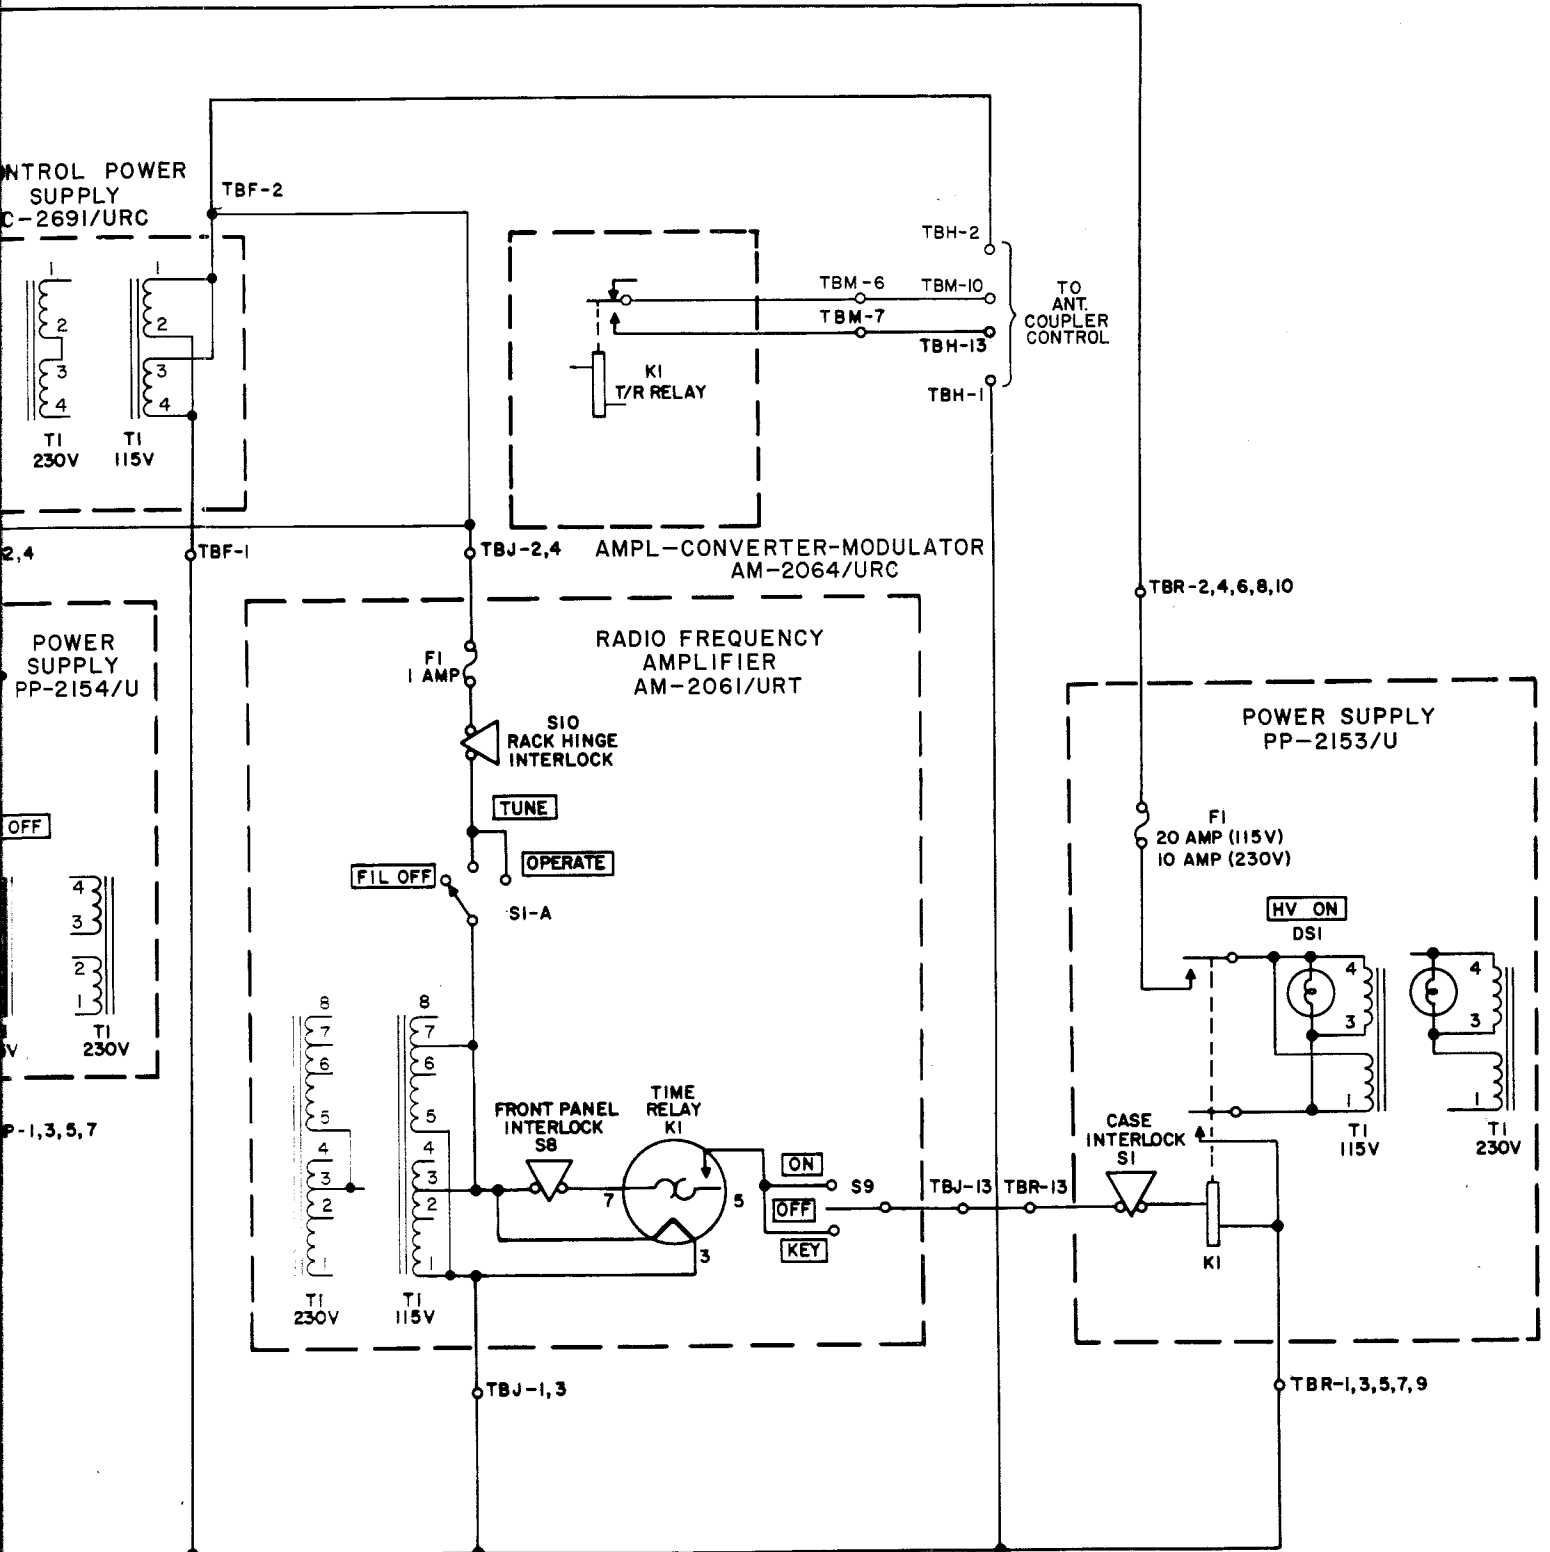 NTROL POWER
SUPPLY
C-2691/URC
TBF-2
1
2
3
4
T1
230V
1
2
3
4
T1
115V
TBF-1
2,4
K1
T/R RELAY
TBM-6
TBM-7
TBH-2
TBM-10
TBH-13
TBH-1
TO
ANT.
COUPLER
CONTROL
AMPL-CONVERTER-MODULATOR
AM-2064/URC
TBJ-2,4
POWER
SUPPLY
PP-2154/U
OFF
4
3
2
1
T1
230V
V
P-1,3,5,7
RADIO FREQUENCY
AMPLIFIER
AM-2061/URT
F1
1 AMP
S10
RACK HINGE
INTERLOCK
TUNE
OPERATE
FIL OFF
S1-A
8
7
6
5
4
3
2
1
T1
230V
8
7
6
5
4
3
2
1
T1
115V
FRONT PANEL
INTERLOCK
S8
TIME
RELAY
K1
7
5
3
ON
OFF
KEY
S9
TBJ-13
TBR-13
TBJ-1,3
TBR-2,4,6,8,10
POWER SUPPLY
PP-2153/U
F1
20 AMP (115V)
10 AMP (230V)
HV ON
DS1
4
3
1
T1
115V
4
3
1
T1
230V
CASE
INTERLOCK
S1
K1
TBR-1,3,5,7,9